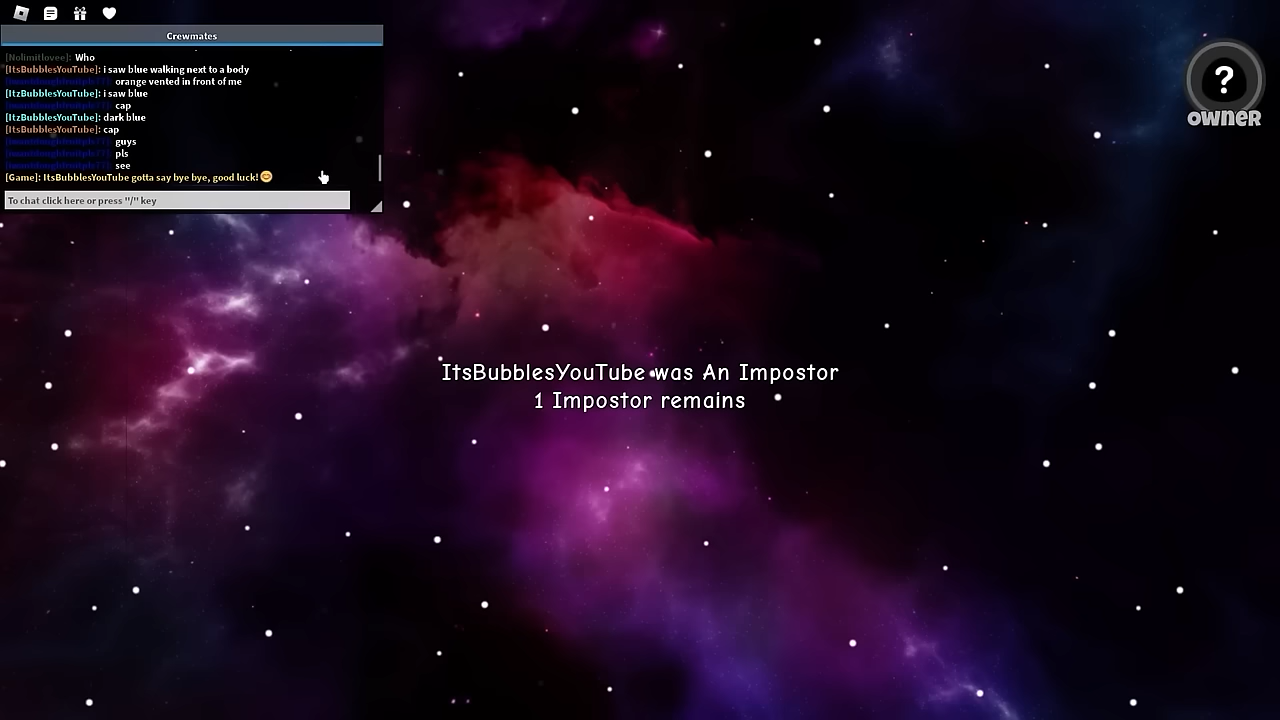 Crewmates
[Nolimitlovee]: Who
[ItsBubblesYouTube]: i saw blue walking next to a body
orange vented in front of me
[ItzBubblesYouTube]: i saw blue
cap
[ItzBubblesYouTube]: dark blue
[ItsBubblesYouTube]: cap
guys
pls
see
[Game]: ItsBubblesYouTube gotta say bye bye, good luck!😊
To chat click here or press "/" key
?
OWNER
ItsBubblesYouTube was An Impostor
1 Impostor remains